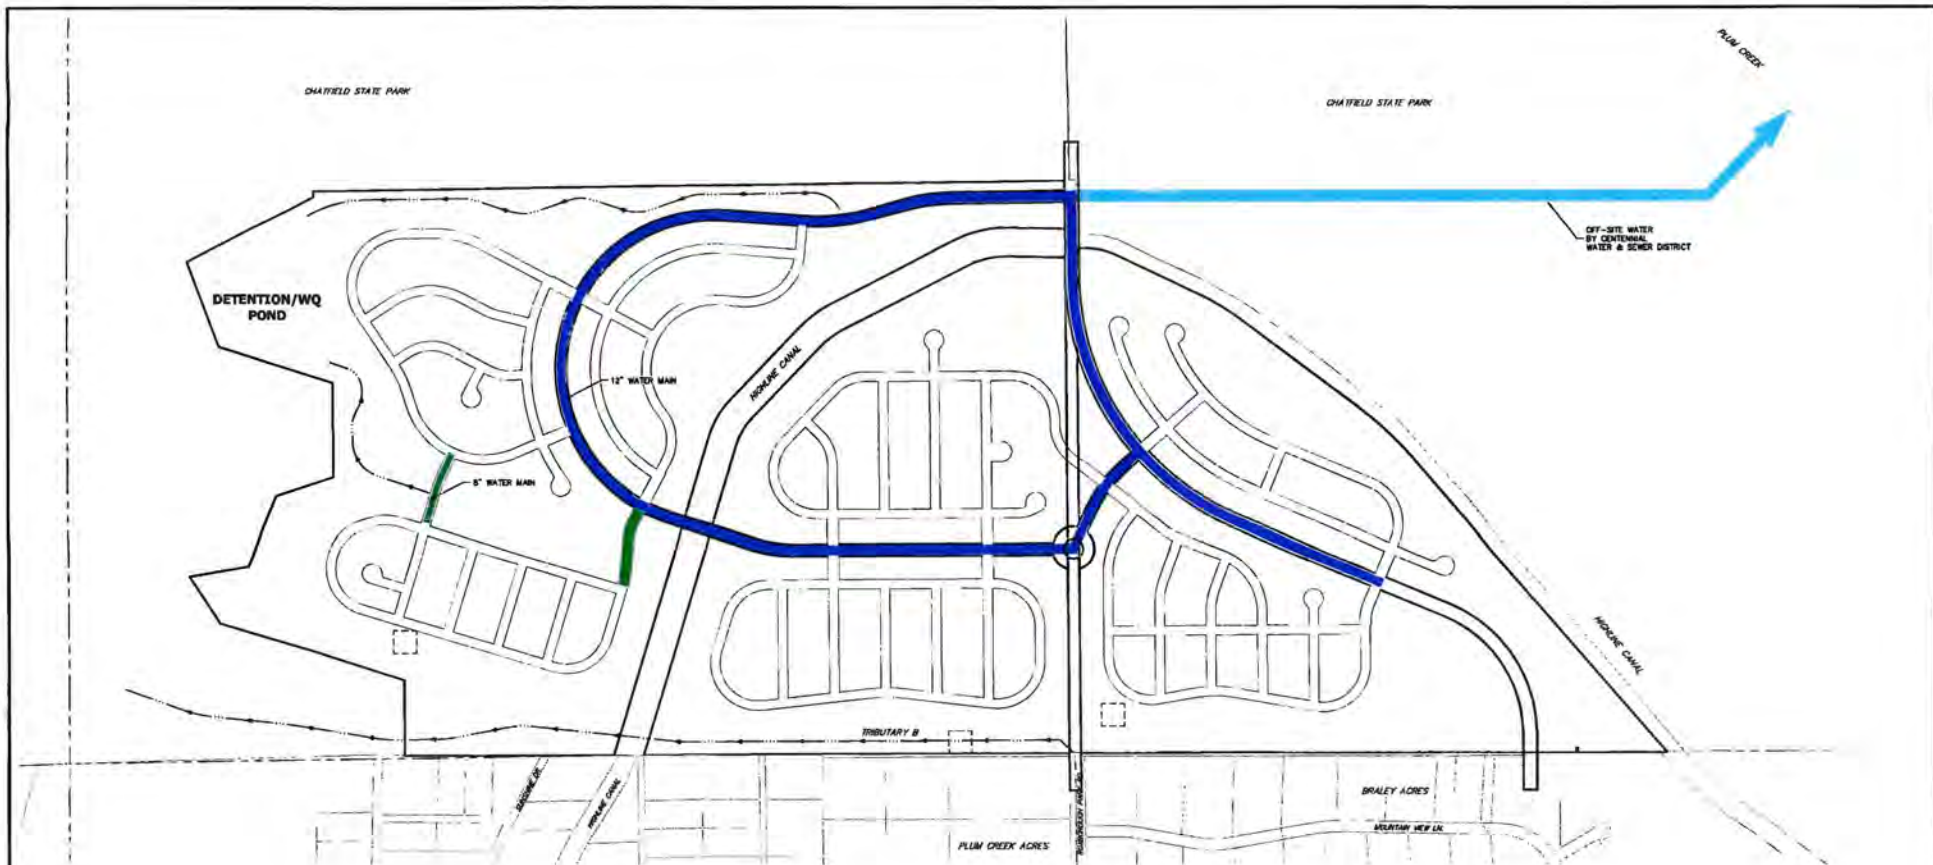 PLUM CREEK
CHATFIELD STATE PARK
CHATFIELD STATE PARK
OFF-SITE WATER
BY CENTENNIAL
WATER & SEWER DISTRICT
DETENTION/WQ
POND
HIGHLINE CANAL
12" WATER MAIN
8" WATER MAIN
HIGHLINE CANAL
TRIBUTARY B
SUNSHINE DR.
HIGHLINE CANAL
BRALEY ACRES
MOUNTAIN VIEW LN.
PLUM CREEK ACRES